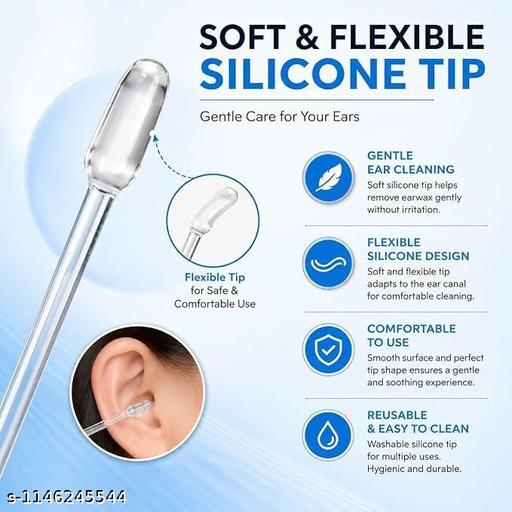 SOFT & FLEXIBLE
SILICONE TIP
Gentle Care for Your Ears
GENTLE
EAR CLEANING
Soft silicone tip helps
remove earwax gently
without irritation.
Flexible Tip
for Safe &
Comfortable Use
FLEXIBLE
SILICONE DESIGN
Soft and flexible tip
adapts to the ear canal
for comfortable cleaning.
COMFORTABLE
TO USE
Smooth surface and perfect
tip shape ensures a gentle
and soothing experience.
REUSABLE
& EASY TO CLEAN
Washable silicone tip
for multiple uses.
Hygienic and durable.
s-1146245544